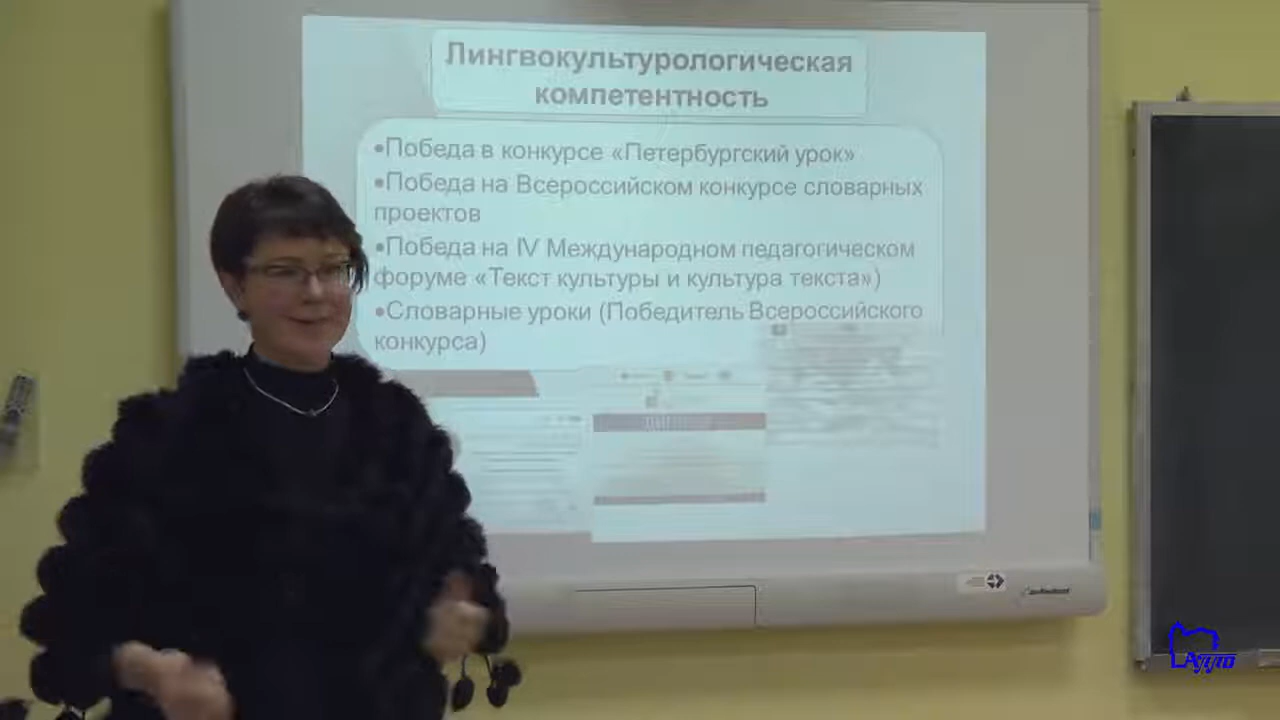 Лингвокультурологическая
компетентность
•Победа в конкурсе «Петербургский урок»
•Победа на Всероссийском конкурсе словарных
проектов
•Победа на IV Международном педагогическом
форуме «Текст культуры и культура текста»)
•Словарные уроки (Победитель Всероссийского
конкурса)